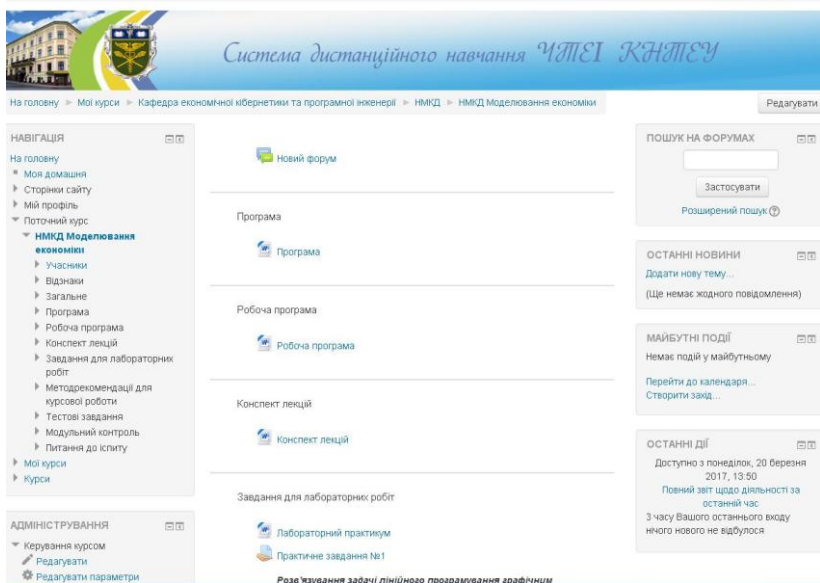 Система дистанційного навчання ЧТЕІ КНТЕУ
На головну ► Мої курси ► Кафедра економічної кібернетики та програмної інженерії ► НМКД ► НМКД Моделювання економіки
Редагувати
НАВІГАЦІЯ
На головну
Моя домашня
Сторінки сайту
Мій профіль
Поточний курс
НМКД Моделювання
економіки
Учасники
Відзнаки
Загальне
Програма
Робоча програма
Конспект лекцій
Завдання для лабораторних
робіт
Методрекомендації для
курсової роботи
Тестові завдання
Модульний контроль
Питання до іспиту
Мої курси
Курси
АДМІНІСТРУВАННЯ
Керування курсом
Редагувати
Редагувати параметри
Новий форум
Програма
Програма
Робоча програма
Робоча програма
Конспект лекцій
Конспект лекцій
Завдання для лабораторних робіт
Лабораторний практикум
Практичне завдання №1
Розв'язування задачі лінійного програмування графічним
ПОШУК НА ФОРУМАХ
Застосувати
Розширений пошук
ОСТАННІ НОВИНИ
Додати нову тему...
(Ще немає жодного повідомлення)
МАЙБУТНІ ПОДІЇ
Немає подій у майбутньому
Перейти до календаря...
Створити захід...
ОСТАННІ ДІЇ
Доступно з понеділок, 20 березня
2017, 13:50
Повний звіт щодо діяльності за
останній час
З часу Вашого останнього входу
нічого нового не відбулося